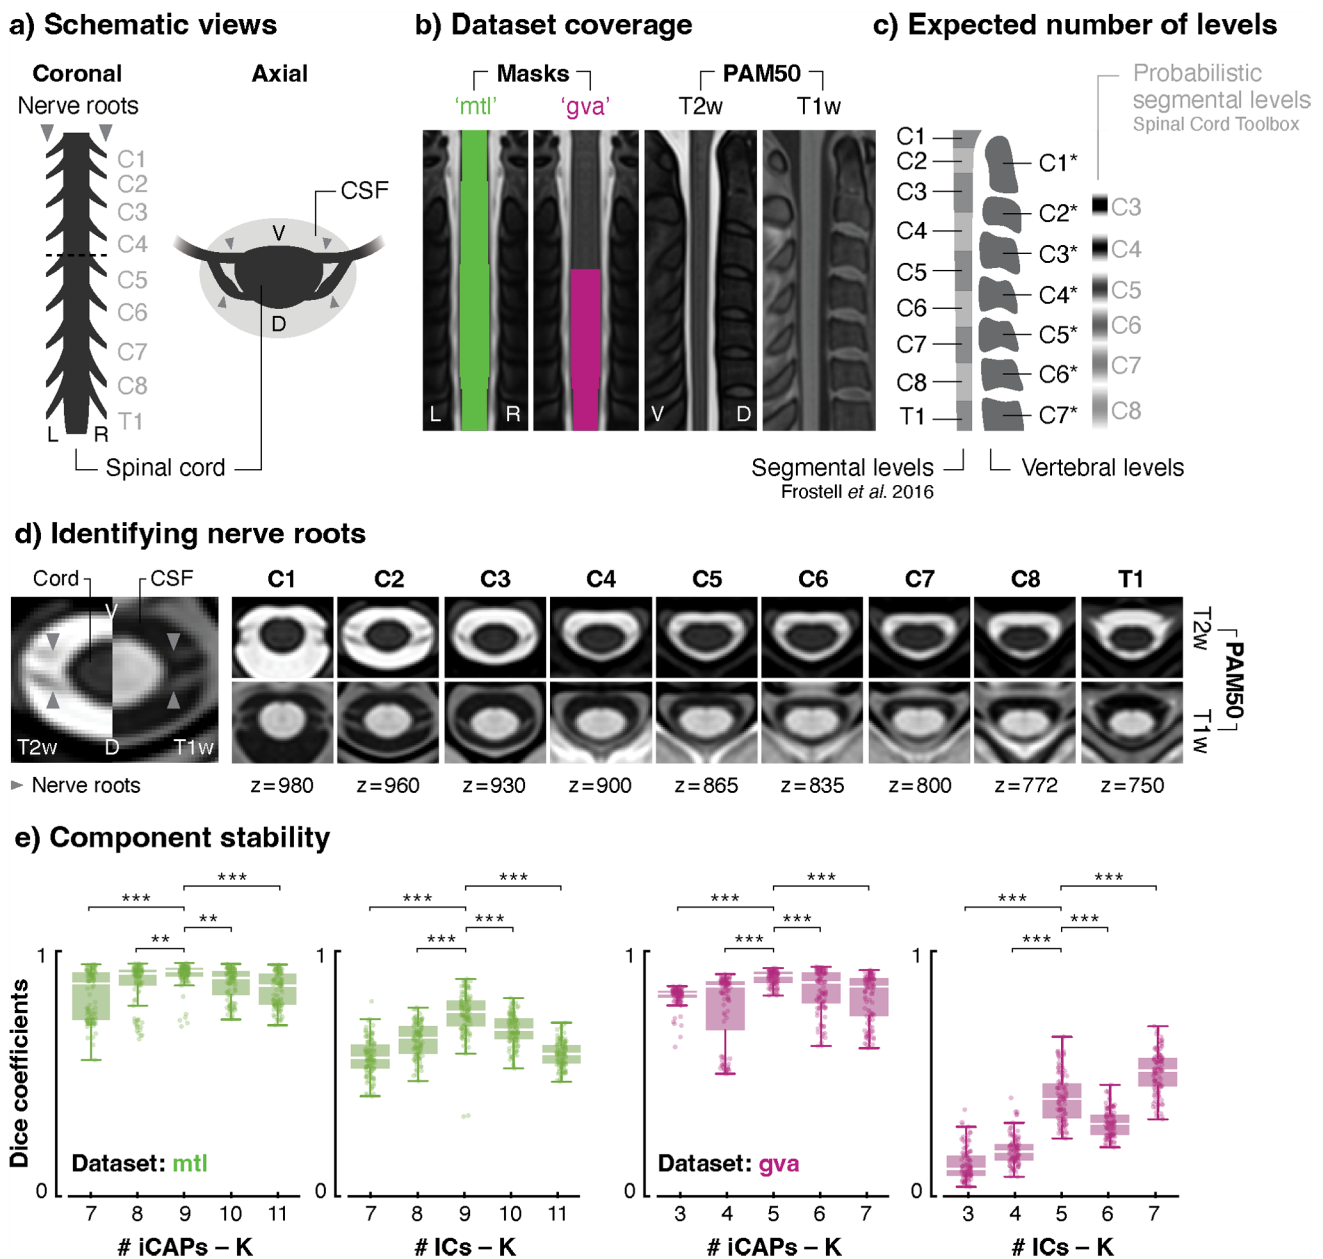 a) Schematic views
Coronal
Axial
Nerve roots
C1
C2
C3
C4
C5
C6
C7
C8
T1
L
R
CSF
V
D
Spinal cord
b) Dataset coverage
Masks
PAM50
'mtl'
'gva'
T2w
T1w
L
R
V
D
c) Expected number of levels
Probabilistic
segmental levels
Spinal Cord Toolbox
C1
C2
C3
C4
C5
C6
C7
C8
T1
C1*
C2*
C3*
C4*
C5*
C6*
C7*
C3
C4
C5
C6
C7
C8
Segmental levels
Frostell et al. 2016
Vertebral levels
d) Identifying nerve roots
Cord
CSF
V
T2w
D
T1w
Nerve roots
C1
C2
C3
C4
C5
C6
C7
C8
T1
T2w
T1w
PAM50
z=980
z=960
z=930
z=900
z=865
z=835
z=800
z=772
z=750
e) Component stability
Dice coefficients
1
0
***
***
**
**
Dataset: mtl
7 8 9 10 11
# iCAPs – K
1
0
***
***
***
***
7 8 9 10 11
# ICs – K
1
0
***
***
***
***
Dataset: gva
3 4 5 6 7
# iCAPs – K
1
0
***
***
***
***
3 4 5 6 7
# ICs – K